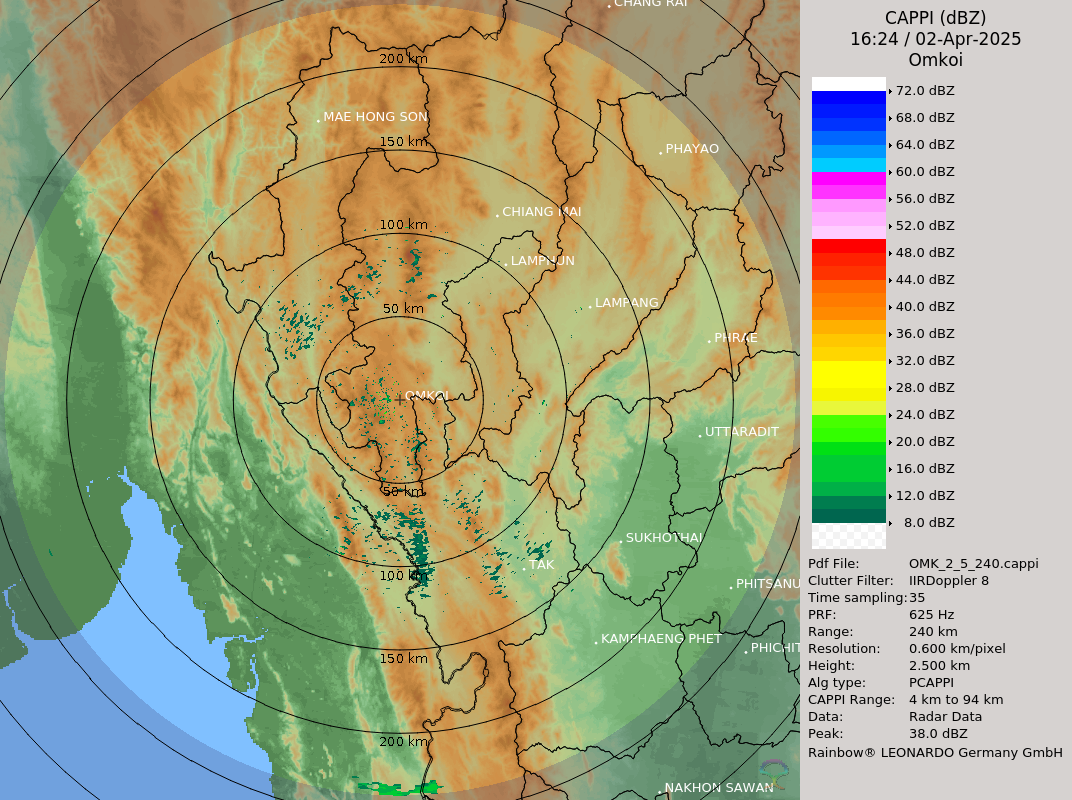 CHANG RAI
200 km
MAE HONG SON
150 km
PHAYAO
CHIANG MAI
100 km
LAMPHUN
LAMPANG
50 km
PHRAE
OMKOI
UTTARADIT
50 km
SUKHOTHAI
TAK
100 km
PHITSANU
KAMPHAENG PHET
PHICHIT
150 km
200 km
NAKHON SAWAN
CAPPI (dBZ)
16:24 / 02-Apr-2025
Omkoi
72.0 dBZ
68.0 dBZ
64.0 dBZ
60.0 dBZ
56.0 dBZ
52.0 dBZ
48.0 dBZ
44.0 dBZ
40.0 dBZ
36.0 dBZ
32.0 dBZ
28.0 dBZ
24.0 dBZ
20.0 dBZ
16.0 dBZ
12.0 dBZ
8.0 dBZ
Pdf File: OMK_2_5_240.cappi
Clutter Filter: IIRDoppler 8
Time sampling: 35
PRF: 625 Hz
Range: 240 km
Resolution: 0.600 km/pixel
Height: 2.500 km
Alg type: PCAPPI
CAPPI Range: 4 km to 94 km
Data: Radar Data
Peak: 38.0 dBZ
Rainbow® LEONARDO Germany GmbH